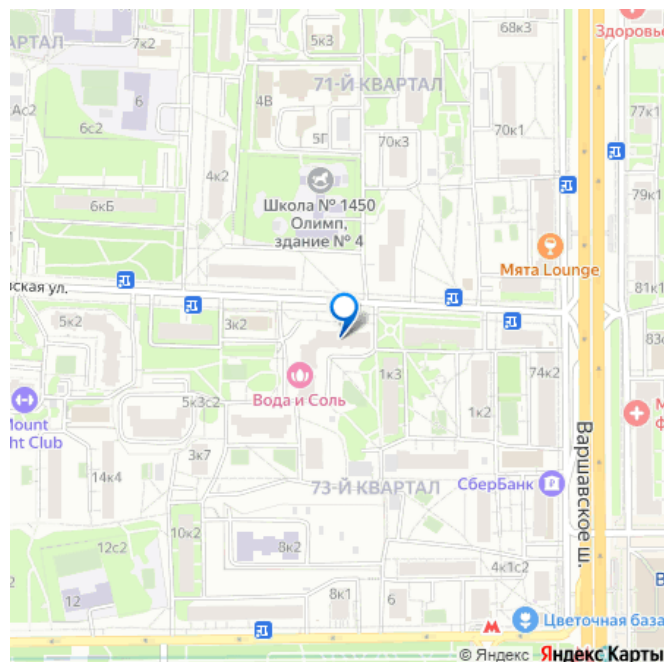 68к3
Здоровье
АРТАЛ
7к2
5к3
71-Й КВАРТАЛ
Ас2
6
4В
77к1
6с2
5Г
70к3
70к1
4к2
79к1
6кБ
Школа № 1450
Олимп,
здание № 4
Мята Lounge
вская ул.
81к1
5к2
3к2
83
1к3
74к2
Вода и Соль
5к3с2
1к2
М
ф
Mount
ht Club
3к7
Варшавское ш.
14к4
73-Й КВАРТАЛ
СберБанк
10к2
12с2
8к2
4к1с2
В
12
8к1
6
Цветочная база
© Яндекс Яндекс Карты